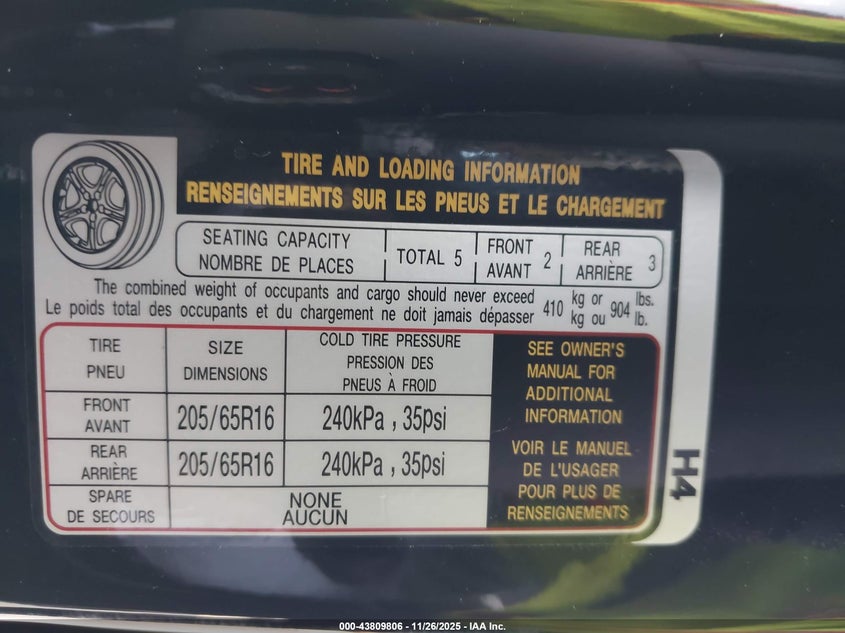 TIRE AND LOADING INFORMATION
RENSEIGNEMENTS SUR LES PNEUS ET LE CHARGEMENT
SEATING CAPACITY
NOMBRE DE PLACES
TOTAL 5
FRONT
AVANT 2
REAR
ARRIÈRE 3
The combined weight of occupants and cargo should never exceed
Le poids total des occupants et du chargement ne doit jamais dépasser
410 kg or 904 lbs.
kg ou lb.
TIRE
PNEU
SIZE
DIMENSIONS
COLD TIRE PRESSURE
PRESSION DES
PNEUS À FROID
FRONT
AVANT
205/65R16
240kPa , 35psi
REAR
ARRIÈRE
205/65R16
240kPa , 35psi
SPARE
DE SECOURS
NONE
AUCUN
SEE OWNER'S
MANUAL FOR
ADDITIONAL
INFORMATION
VOIR LE MANUEL
DE L'USAGER
POUR PLUS DE
RENSEIGNEMENTS
H4
000-43809806 - 11/26/2025 - IAA Inc.